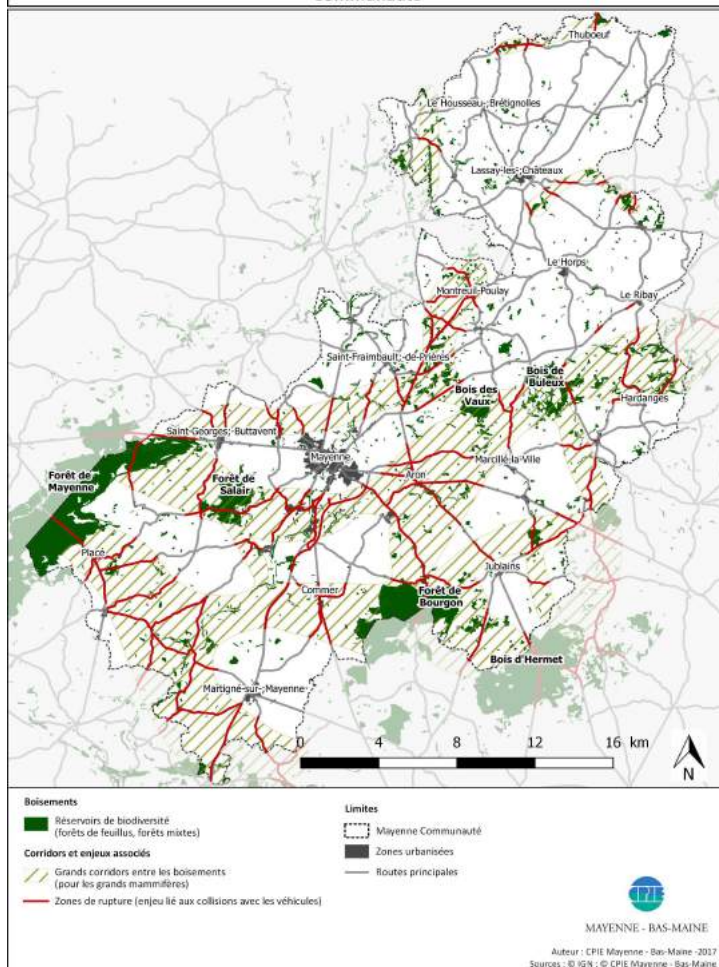 Thuboeuf
Le Housseau-;Brétignolles
Lassay-les-;Châteaux
Le Horps
Montreuil-Poulay
Le Ribay
Saint-Fraimbault-;de-Prières
Bois des
Vaux
Bois de
Buleux
Hardanges
Saint-Georges-;Buttavent
Mayenne
Aron
Marcillé-la-Ville
Forêt de
Mayenne
Forêt de
Salair
Placé
Jublains
Commer
Forêt de
Bourgon
Bois d'Hermet
Martigné-sur-;Mayenne
0 4 8 12 16 km
N
Boisements
Réservoirs de biodiversité
(forêts de feuillus, forêts mixtes)
Corridors et enjeux associés
Grands corridors entre les boisements
(pour les grands mammifères)
Zones de rupture (enjeu lié aux collisions avec les véhicules)
Limites
Mayenne Communauté
Zones urbanisées
Routes principales
CPIE
MAYENNE - BAS-MAINE
Auteur : CPIE Mayenne - Bas-Maine -2017
Sources : © IGN ; © CPIE Mayenne - Bas-Maine